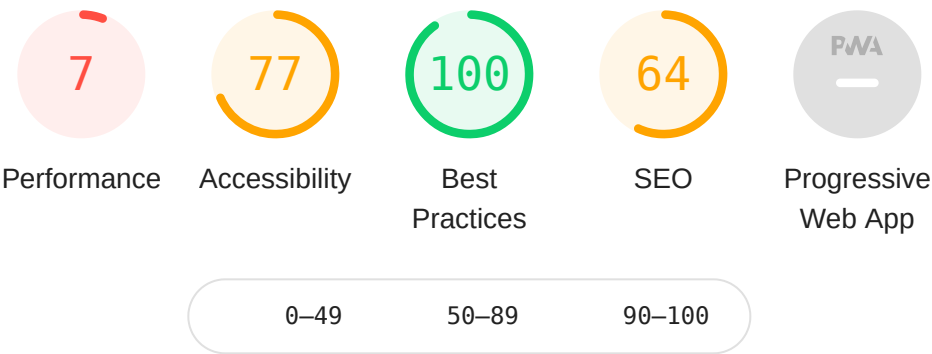 7
77
100
64
PWA
Performance
Accessibility
Best
Practices
SEO
Progressive
Web App
0–49
50–89
90–100